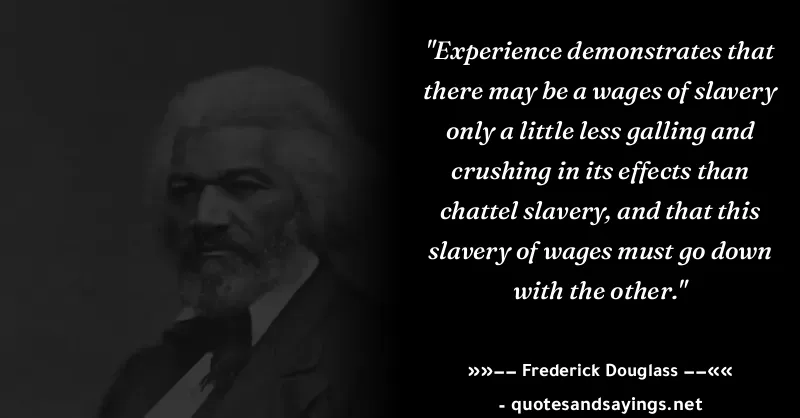 "Experience demonstrates that
there may be a wages of slavery
only a little less galling and
crushing in its effects than
chattel slavery, and that this
slavery of wages must go down
with the other."
»»−− Frederick Douglass −−««
- quotesandsayings.net